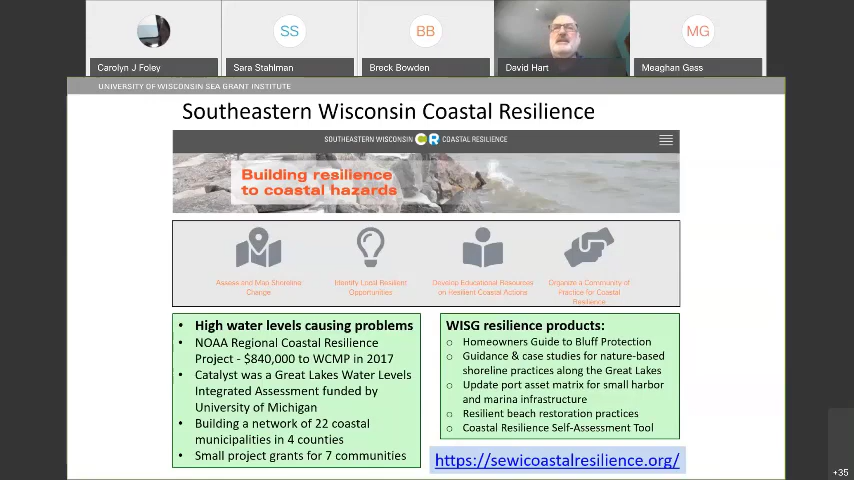 SS
BB
MG
Carolyn J Foley
Sara Stahlman
Breck Bowden
David Hart
Meaghan Gass
UNIVERSITY OF WISCONSIN SEA GRANT INSTITUTE
Southeastern Wisconsin Coastal Resilience
SOUTHEASTERN WISCONSIN CR COASTAL RESILIENCE
Building resilience
to coastal hazards
Assess and Map Shoreline
Change
Identify Local Resilient
Opportunities
Develop Educational Resources
on Resilient Coastal Actions
Organize a Community of
Practice for Coastal
Resilience
• High water levels causing problems
• NOAA Regional Coastal Resilience
Project - $840,000 to WCMP in 2017
• Catalyst was a Great Lakes Water Levels
Integrated Assessment funded by
University of Michigan
• Building a network of 22 coastal
municipalities in 4 counties
• Small project grants for 7 communities
WISG resilience products:
o Homeowners Guide to Bluff Protection
o Guidance & case studies for nature-based
shoreline practices along the Great Lakes
o Update port asset matrix for small harbor
and marina infrastructure
o Resilient beach restoration practices
o Coastal Resilience Self-Assessment Tool
https://sewicoastalresilience.org/
+35